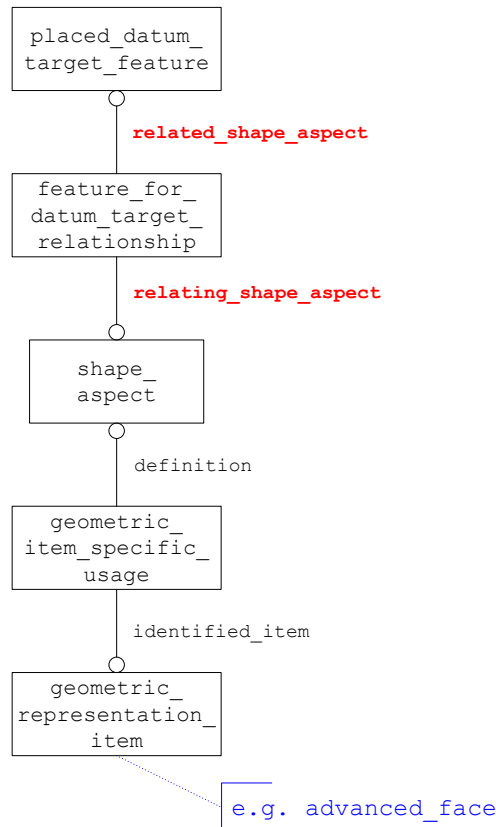 placed_datum_
target_feature
related_shape_aspect
feature_for_
datum_target_
relationship
relating_shape_aspect
shape_
aspect
definition
geometric_
item_specific_
usage
identified_item
geometric_
representation_
item
e.g. advanced_face